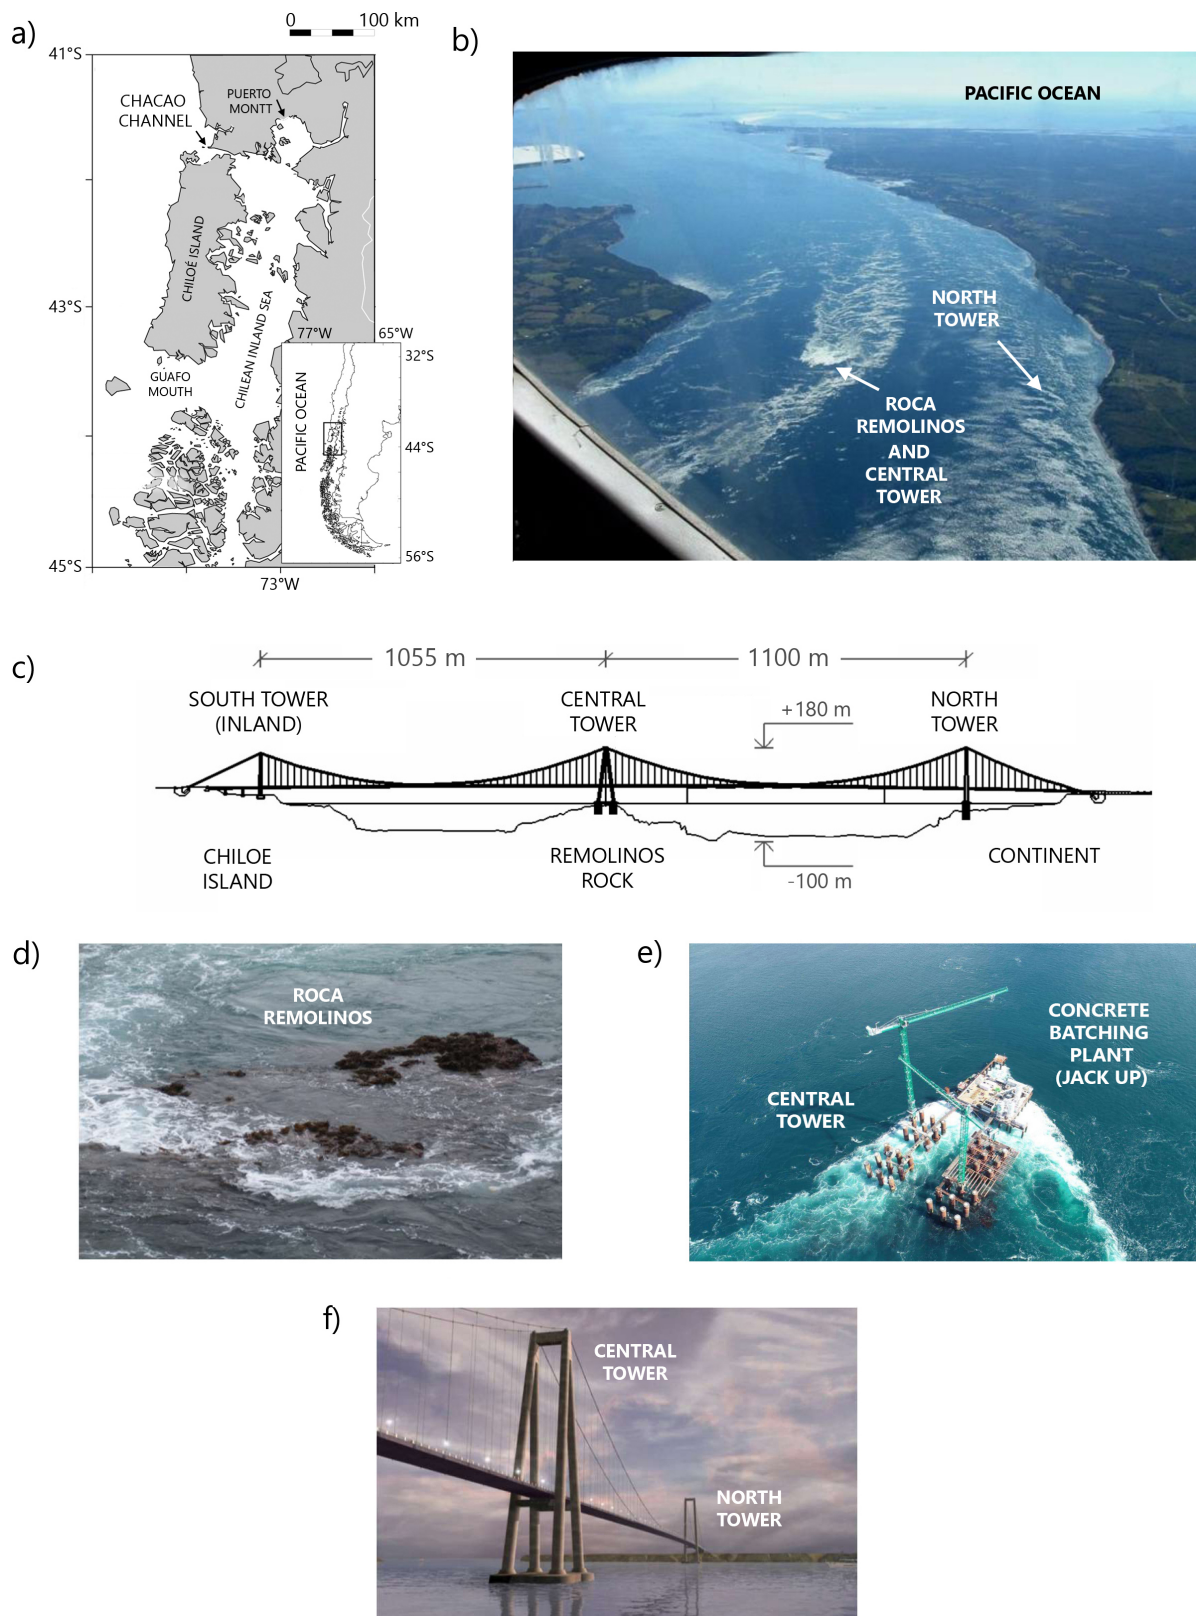 a)
0 100 km
41°S
CHACAO
CHANNEL
PUERTO
MONTT
CHILOÉ ISLAND
43°S
CHILEAN INLAND SEA
GUAFO
MOUTH
45°S
73°W
77°W 65°W
32°S
PACIFIC OCEAN
44°S
56°S
b)
PACIFIC OCEAN
NORTH
TOWER
ROCA
REMOLINOS
AND
CENTRAL
TOWER
c)
1055 m 1100 m
SOUTH TOWER
(INLAND)
CENTRAL
TOWER
+180 m
NORTH
TOWER
CHILOE
ISLAND
REMOLINOS
ROCK
-100 m
CONTINENT
d)
ROCA
REMOLINOS
e)
CONCRETE
BATCHING
PLANT
(JACK UP)
CENTRAL
TOWER
f)
CENTRAL
TOWER
NORTH
TOWER